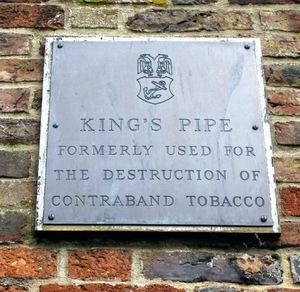 KING'S PIPE
FORMERLY USED FOR
THE DESTRUCTION OF
CONTRABAND TOBACCO